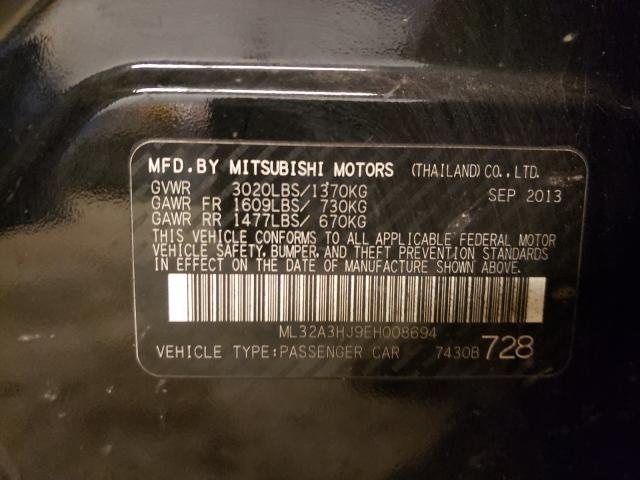 MFD.BY MITSUBISHI MOTORS (THAILAND)CO.,LTD.
GVWR 3020LBS/1370KG SEP 2013
GAWR FR 1609LBS/ 730KG
GAWR RR 1477LBS/ 670KG
THIS VEHICLE CONFORMS TO ALL APPLICABLE FEDERAL MOTOR
VEHICLE SAFETY, BUMPER, AND THEFT PREVENTION STANDARDS
IN EFFECT ON THE DATE OF MANUFACTURE SHOWN ABOVE.
ML32A3HJ9EH008694
VEHICLE TYPE:PASSENGER CAR 7430B 728